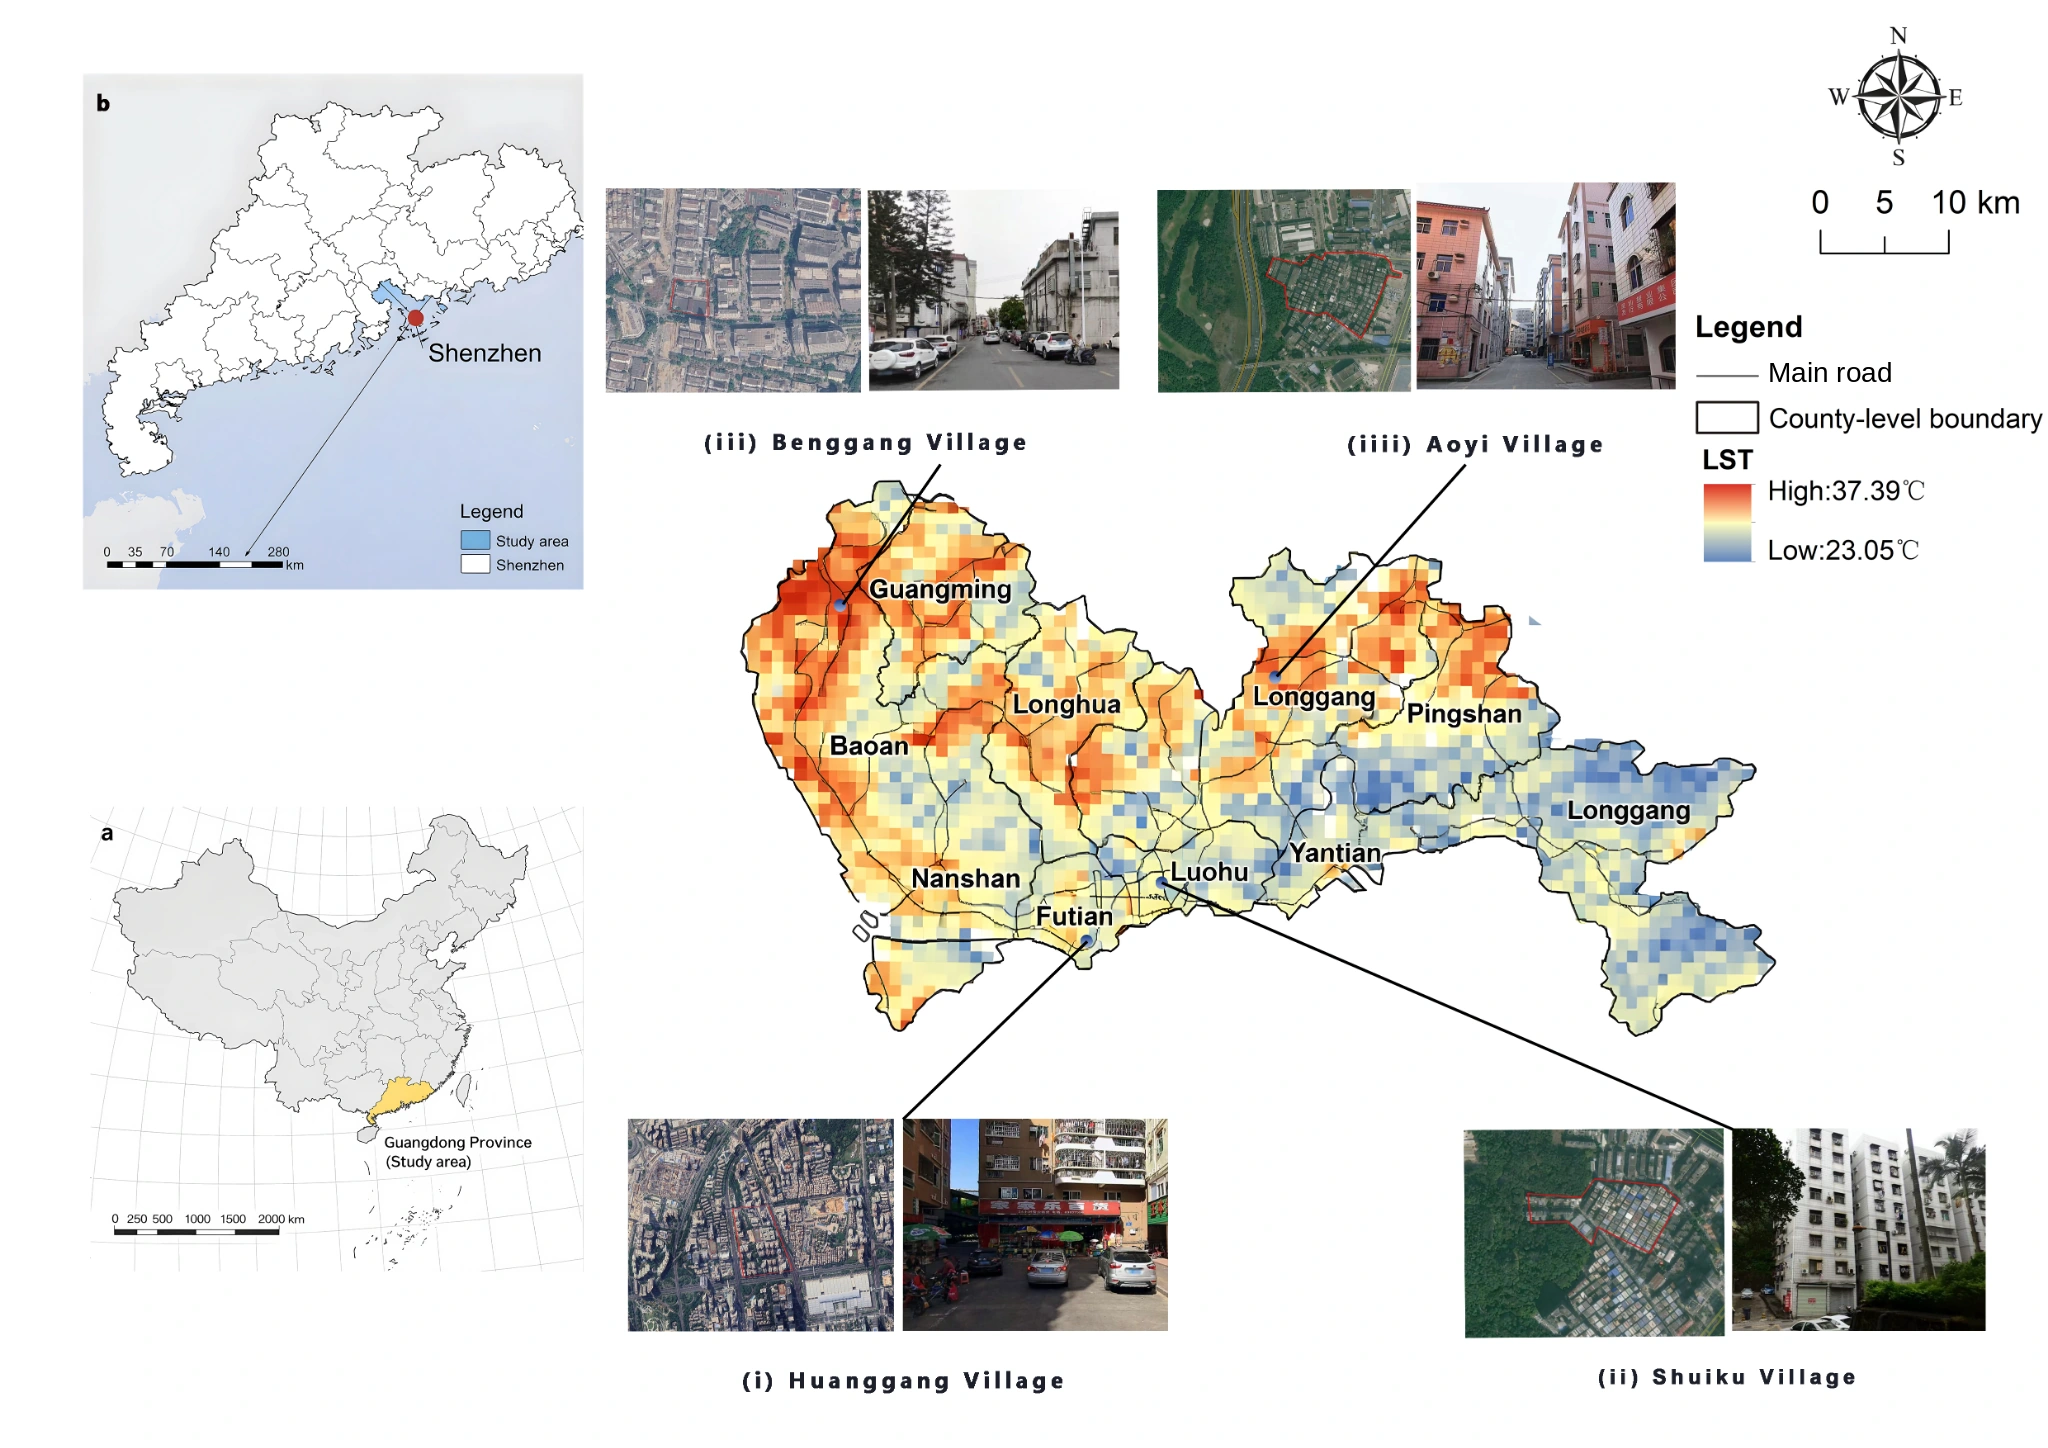 b
Shenzhen
Legend
Study area
Shenzhen
0 35 70 140 280
km
a
Guangdong Province
(Study area)
0 250 500 1000 1500 2000 km
N
W E
S
0 5 10 km
Legend
Main road
County-level boundary
LST
High:37.39℃
Low:23.05℃
(iii) Benggang Village
(iiii) Aoyi Village
Guangming
Longhua
Longgang
Pingshan
Baoan
Longgang
Yantian
Nanshan
Luohu
Futian
(i) Huanggang Village
(ii) Shuiku Village